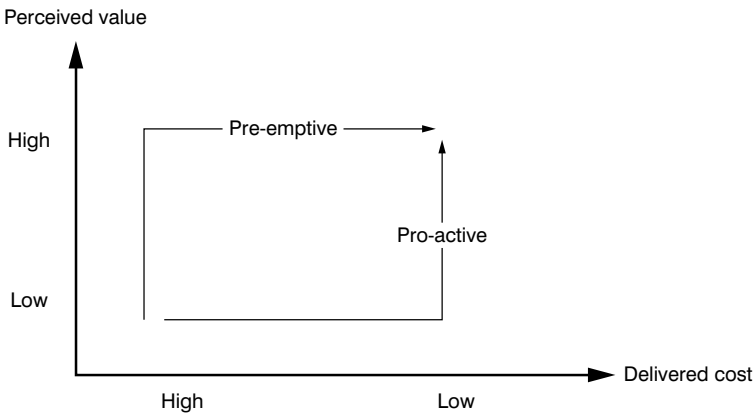 Perceived value
Pre-emptive
High
Pro-active
Low
Delivered cost
High
Low